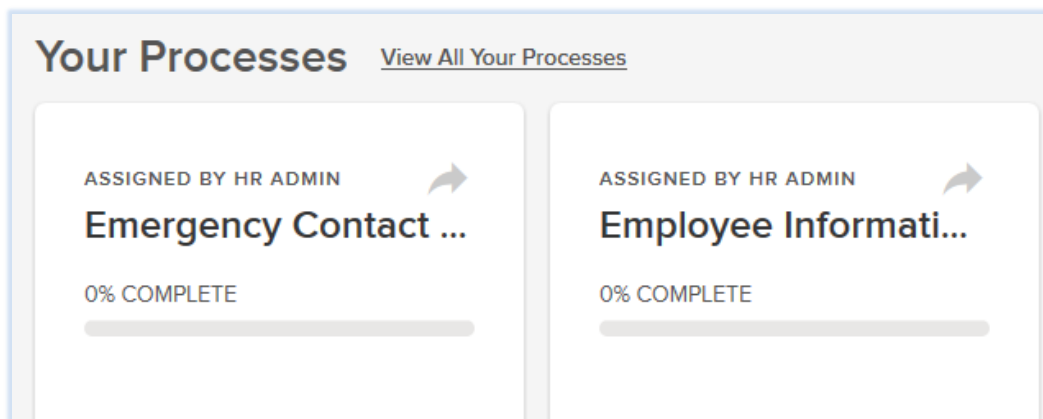 Your Processes View All Your Processes
ASSIGNED BY HR ADMIN
Emergency Contact ...
0% COMPLETE
ASSIGNED BY HR ADMIN
Employee Informati...
0% COMPLETE